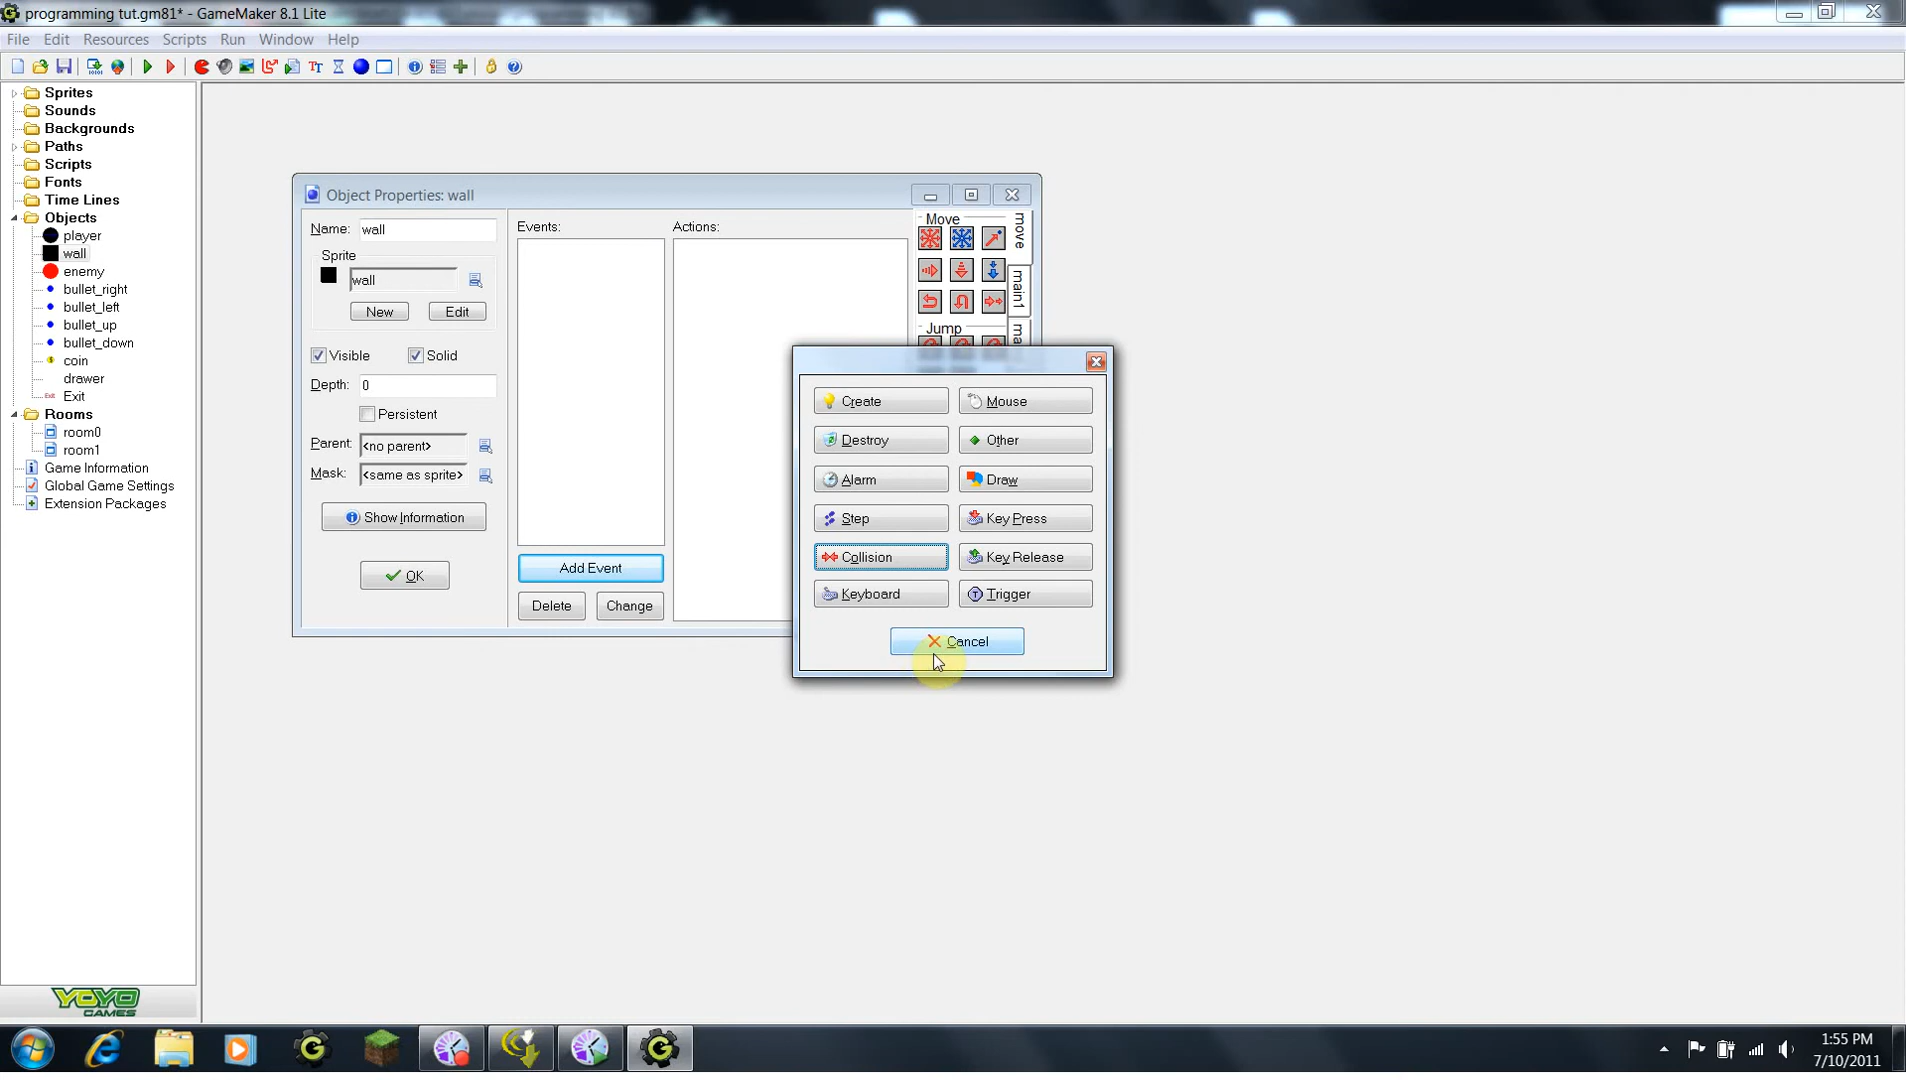 programming tut.gm81* - GameMaker 8.1 Lite
File Edit Resources Scripts Run Window Help
Sprites
Sounds
Backgrounds
Paths
Scripts
Fonts
Time Lines
Objects
player
wall
enemy
bullet_right
bullet_left
bullet_up
bullet_down
coin
drawer
Exit Exit
Rooms
room0
room1
Game Information
Global Game Settings
Extension Packages
YOYO
GAMES
Object Properties: wall
Name: wall
Sprite
wall
New Edit
Visible Solid
Depth: 0
Persistent
Parent: <no parent>
Mask: <same as sprite>
Show Information
OK
Events:
Add Event
Delete Change
Actions:
Move
Jump
move
main1
ma
Create Mouse
Destroy Other
Alarm Draw
Step Key Press
Collision Key Release
Keyboard Trigger
Cancel
1:55 PM
7/10/2011